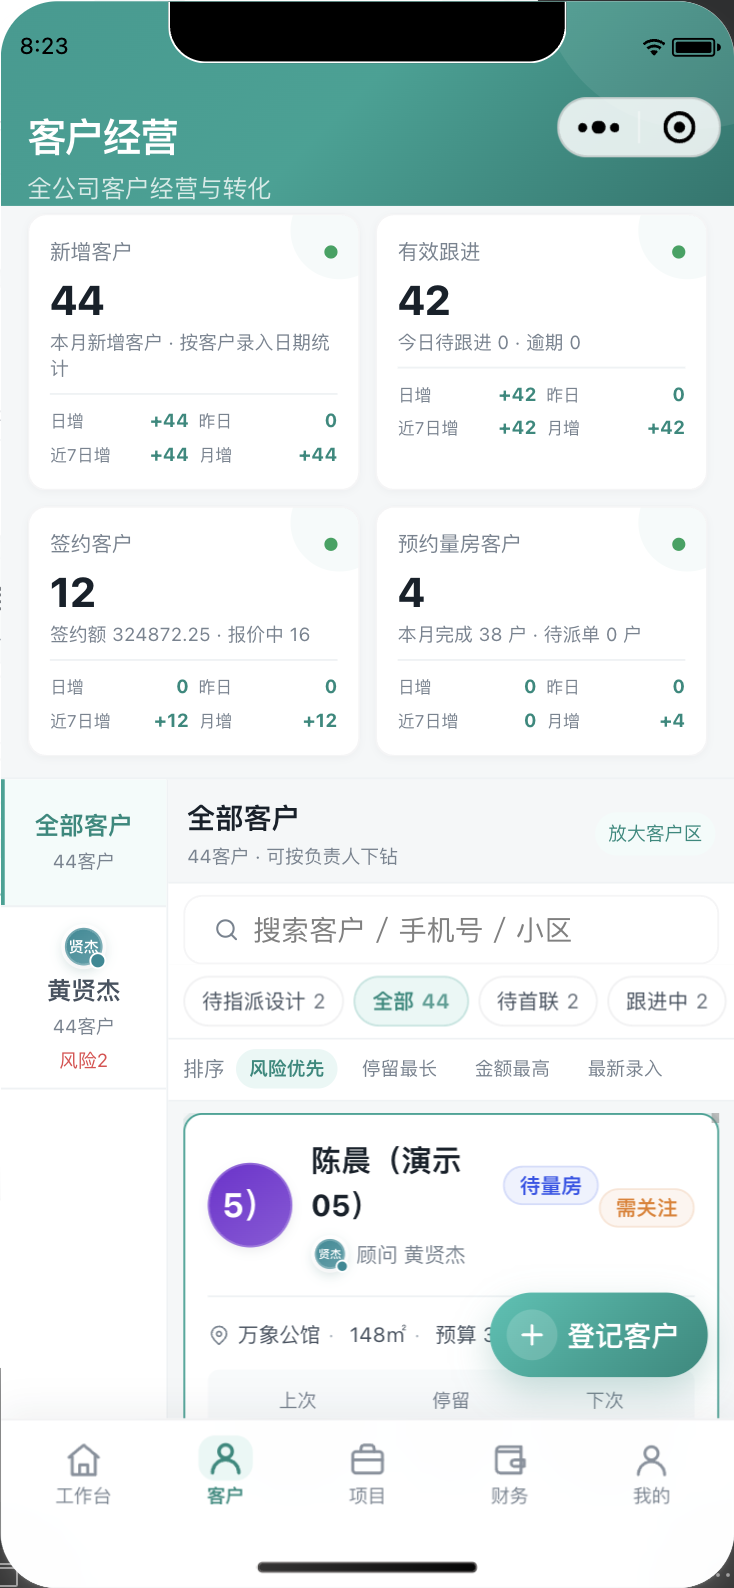 8:23
客户经营
全公司客户经营与转化
新增客户
44
本月新增客户 · 按客户录入日期统
计
日增 +44 昨日 0
近7日增 +44 月增 +44
有效跟进
42
今日待跟进 0 · 逾期 0
日增 +42 昨日 0
近7日增 +42 月增 +42
签约客户
12
签约额 324872.25 · 报价中 16
日增 0 昨日 0
近7日增 +12 月增 +12
预约量房客户
4
本月完成 38 户 · 待派单 0 户
日增 0 昨日 0
近7日增 0 月增 +4
全部客户
44客户
贤杰
黄贤杰
44客户
风险2
全部客户
44客户 · 可按负责人下钻
放大客户区
搜索客户 / 手机号 / 小区
待指派设计 2 全部 44 待首联 2 跟进中 2
排序 风险优先 停留最长 金额最高 最新录入
5）
陈晨（演示
05）
待量房
需关注
贤杰 顾问 黄贤杰
万象公馆 · 148㎡ · 预算
登记客户
上次 停留 下次
工作台 客户 项目 财务 我的